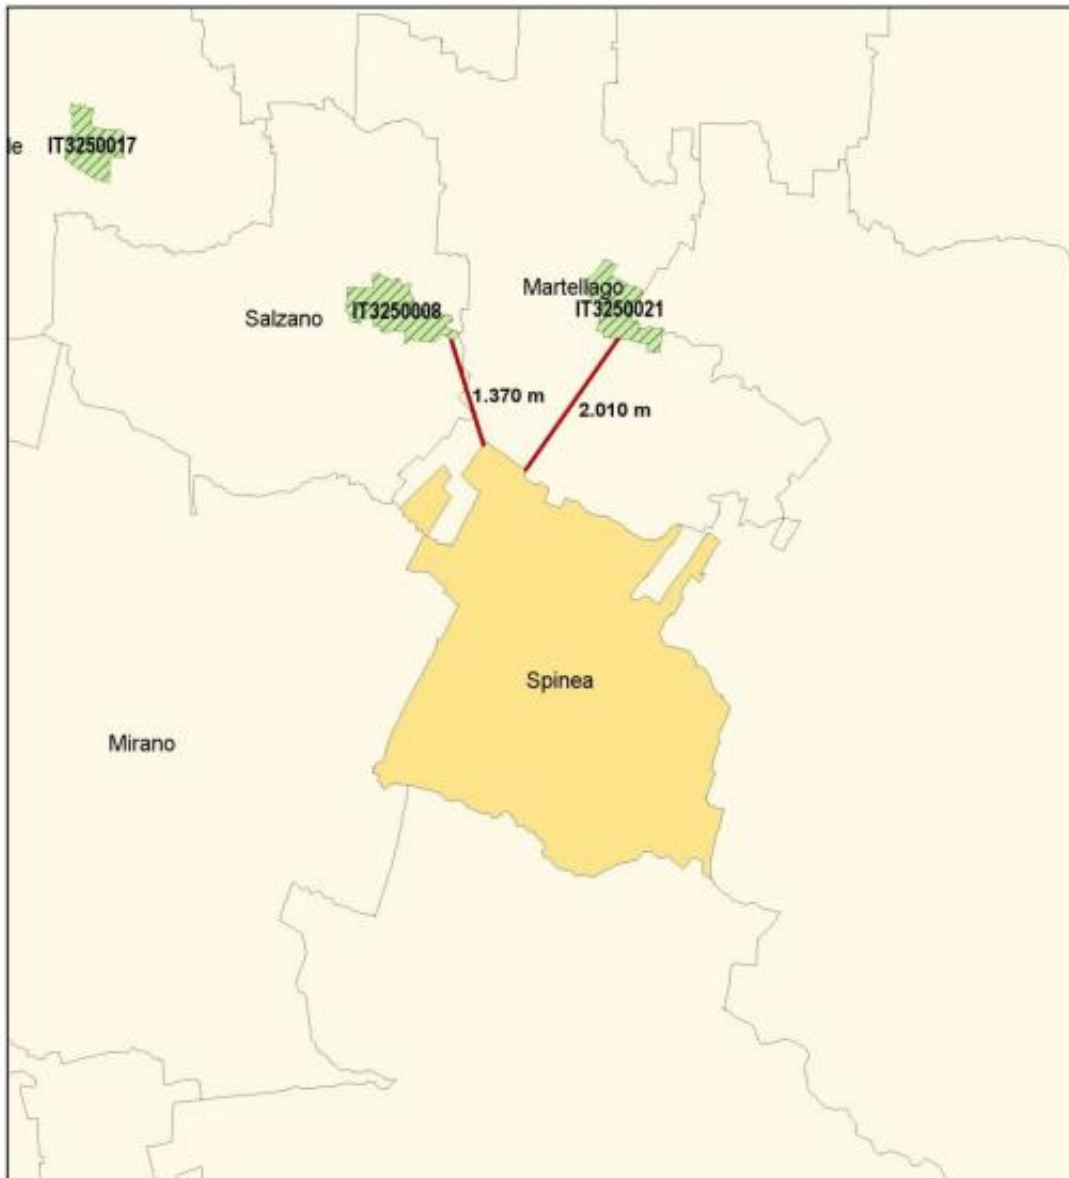 le
IT3250017
Martellago
Salzano
IT3250008
IT3250021
1.370 m
2.010 m
Spinea
Mirano